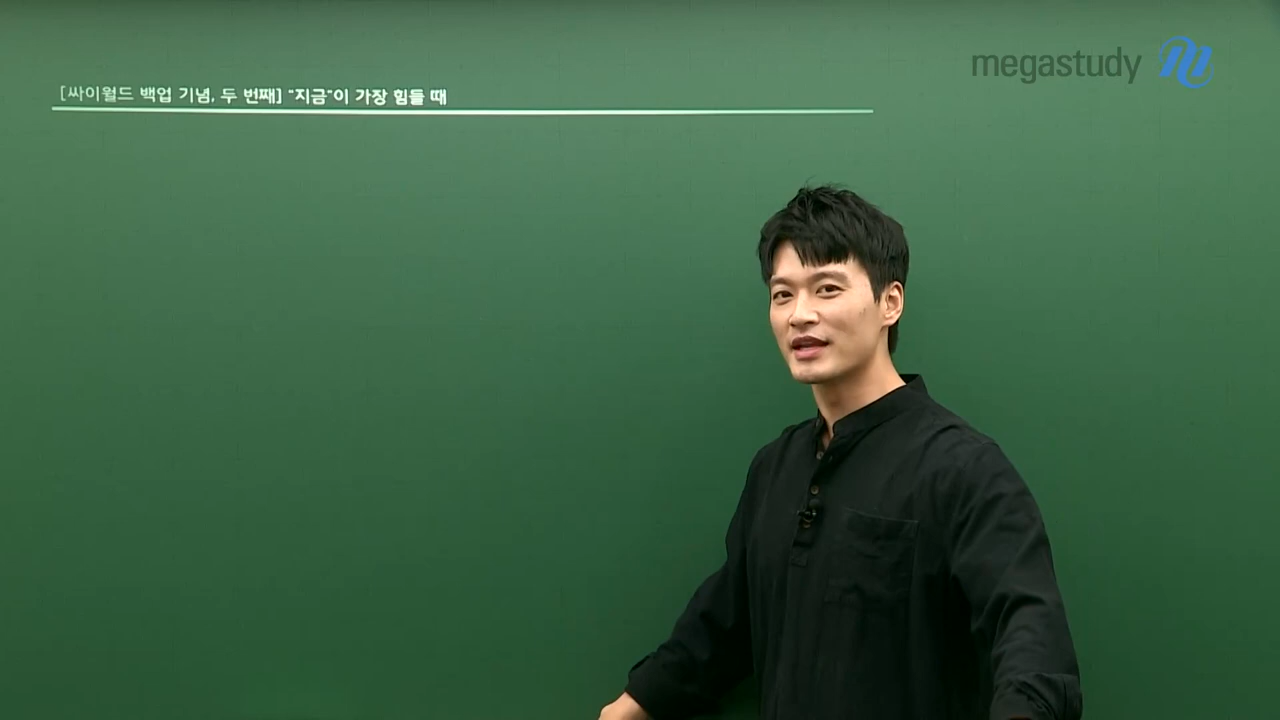 megastudy
[싸이월드 백업 기념, 두 번째] "지금"이 가장 힘들 때